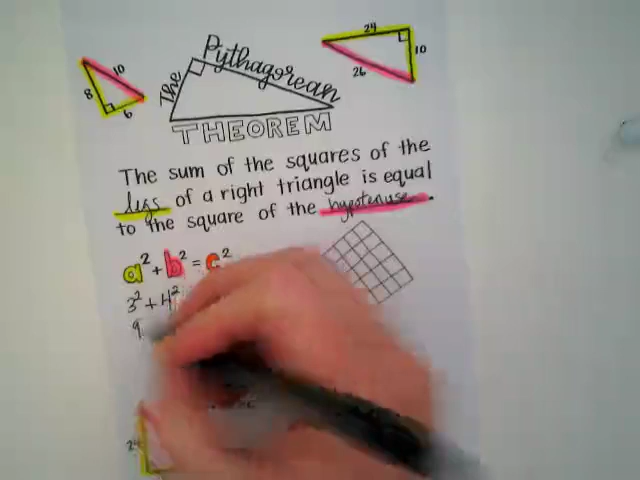 24
10
26
10
8
6
The Pythagorean
THEOREM
The sum of the squares of the
legs of a right triangle is equal
to the square of the hypotenuse.
a² + b² = c²
3² + 4²
9
24